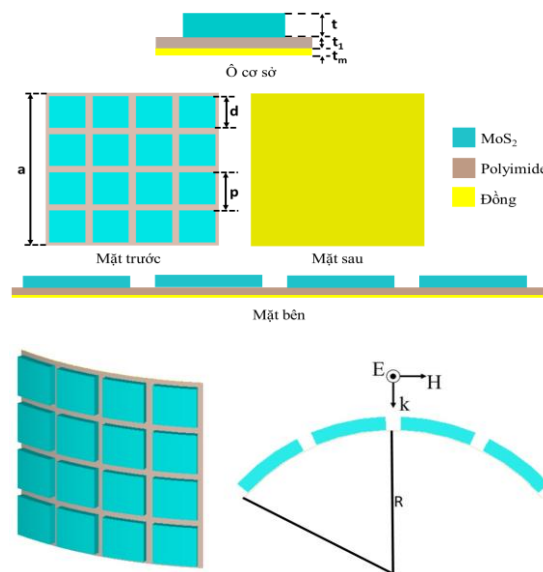 t
t₁
tₘ
Ô cơ sở
a
d
p
MoS₂
Polyimide
Đồng
Mặt trước
Mặt sau
Mặt bên
E
H
k
R